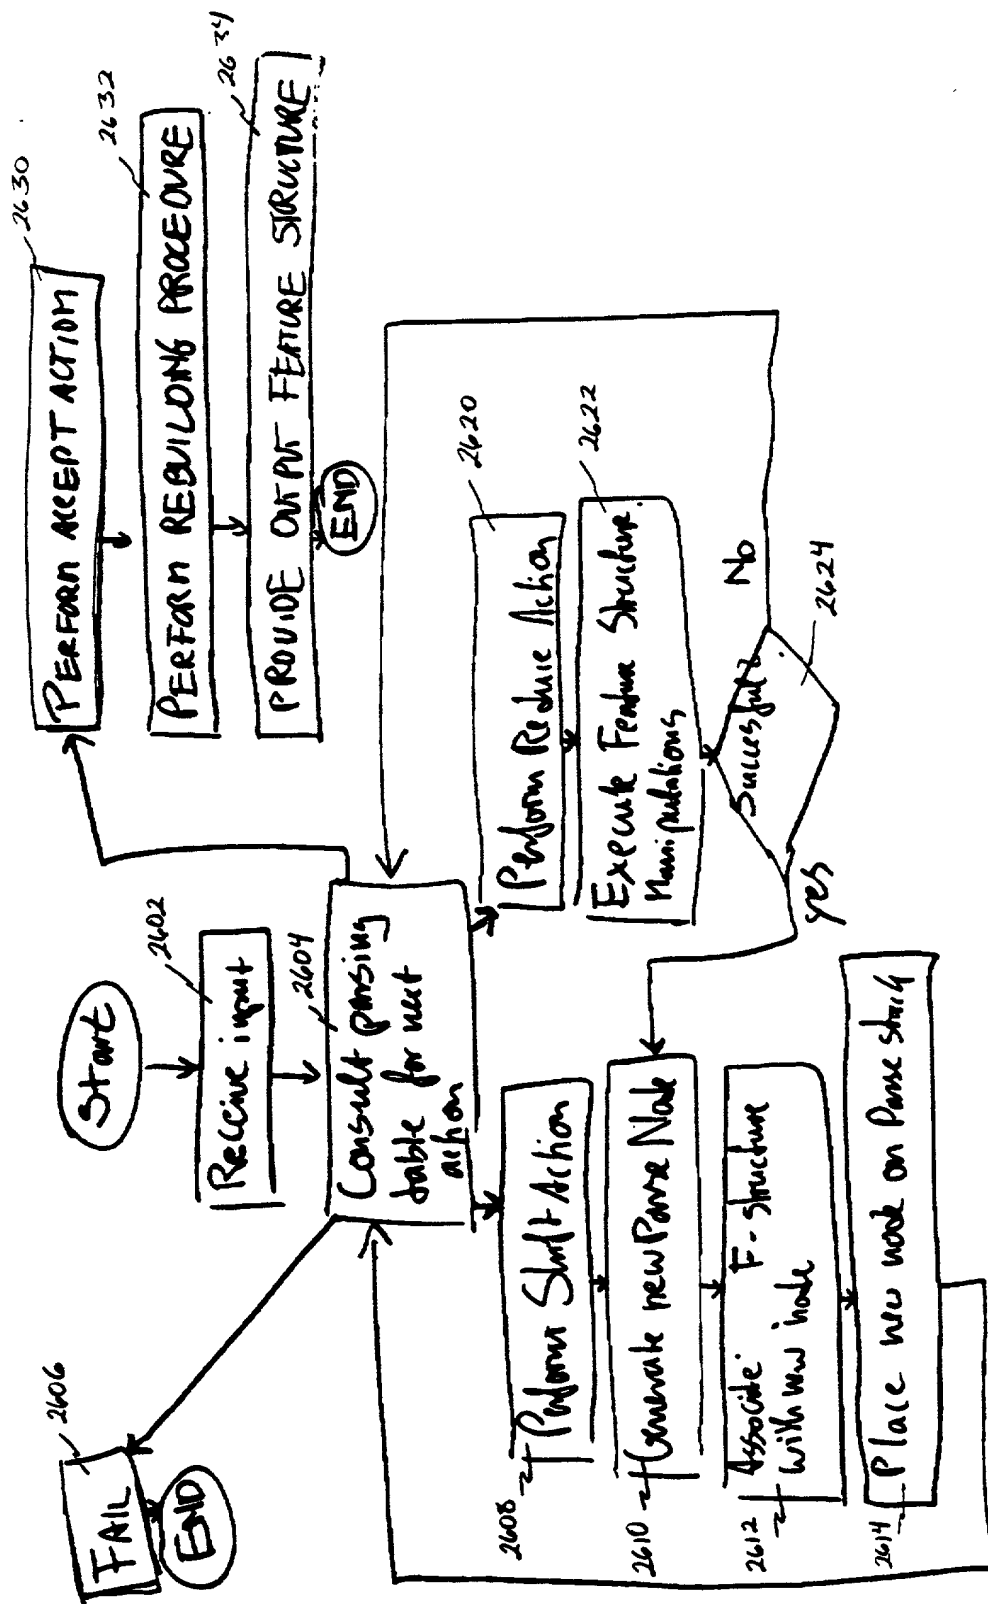 Start
2602
Receive input
2604
Consult parsing
table for next
action
2606
FAIL
END
2608
Perform Shift Action
2610
Generate new Parse Node
2612
Associate F-structure
with new node
2614
Place new node on Parse stack
2620
Perform Reduce Action
2622
Execute Feature Structure
Manipulations
Successful?
2624
No
yes
2630
PERFORM ACCEPT ACTION
2632
PERFORM REBUILDING PROCEDURE
2634
PROVIDE OUTPUT FEATURE STRUCTURE
END